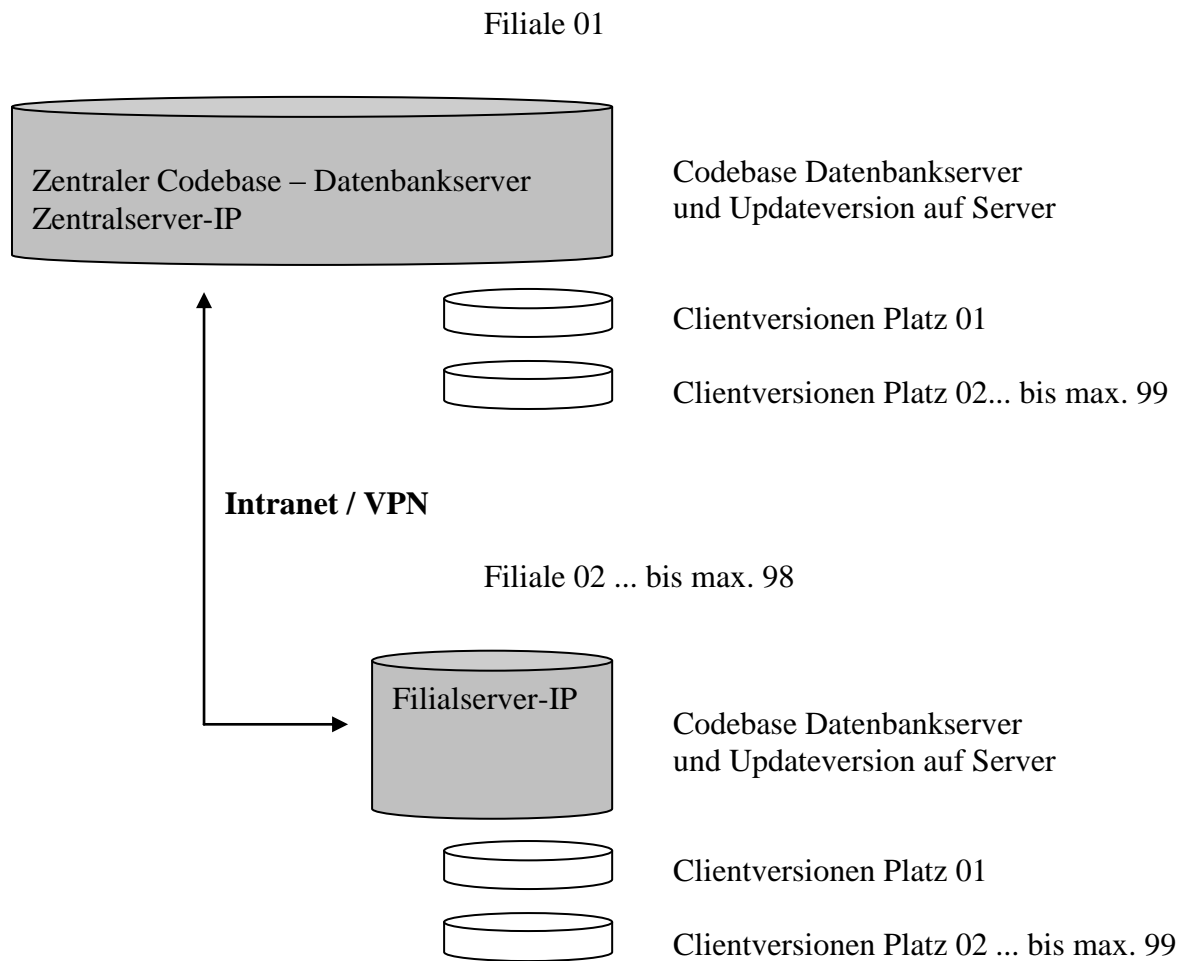 Filiale 01
Zentraler Codebase – Datenbankserver
Zentralserver-IP
Codebase Datenbankserver
und Updateversion auf Server
Clientversionen Platz 01
Clientversionen Platz 02... bis max. 99
Intranet / VPN
Filiale 02 ... bis max. 98
Filialserver-IP
Codebase Datenbankserver
und Updateversion auf Server
Clientversionen Platz 01
Clientversionen Platz 02 ... bis max. 99